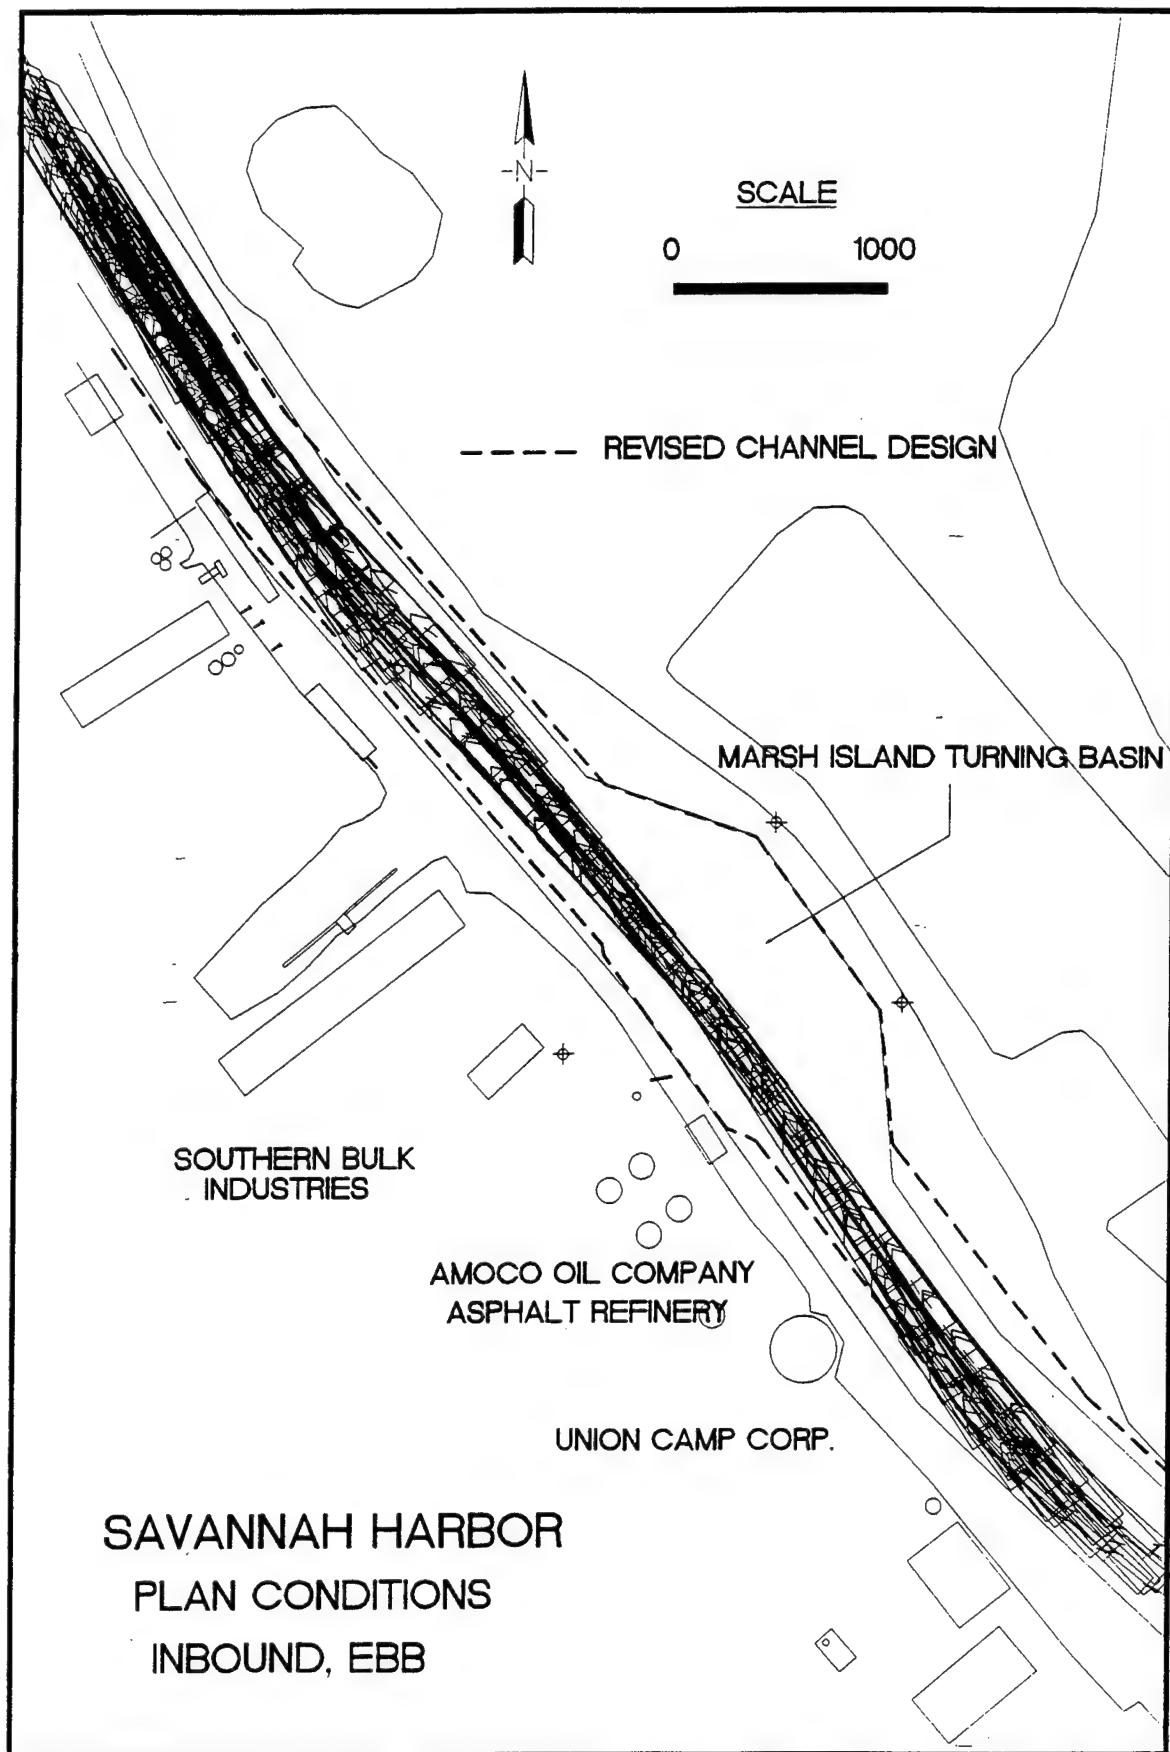 -N-
SCALE
0 1000
REVISED CHANNEL DESIGN
MARSH ISLAND TURNING BASIN
SOUTHERN BULK
INDUSTRIES
AMOCO OIL COMPANY
ASPHALT REFINERY
UNION CAMP CORP.
SAVANNAH HARBOR
PLAN CONDITIONS
INBOUND, EBB